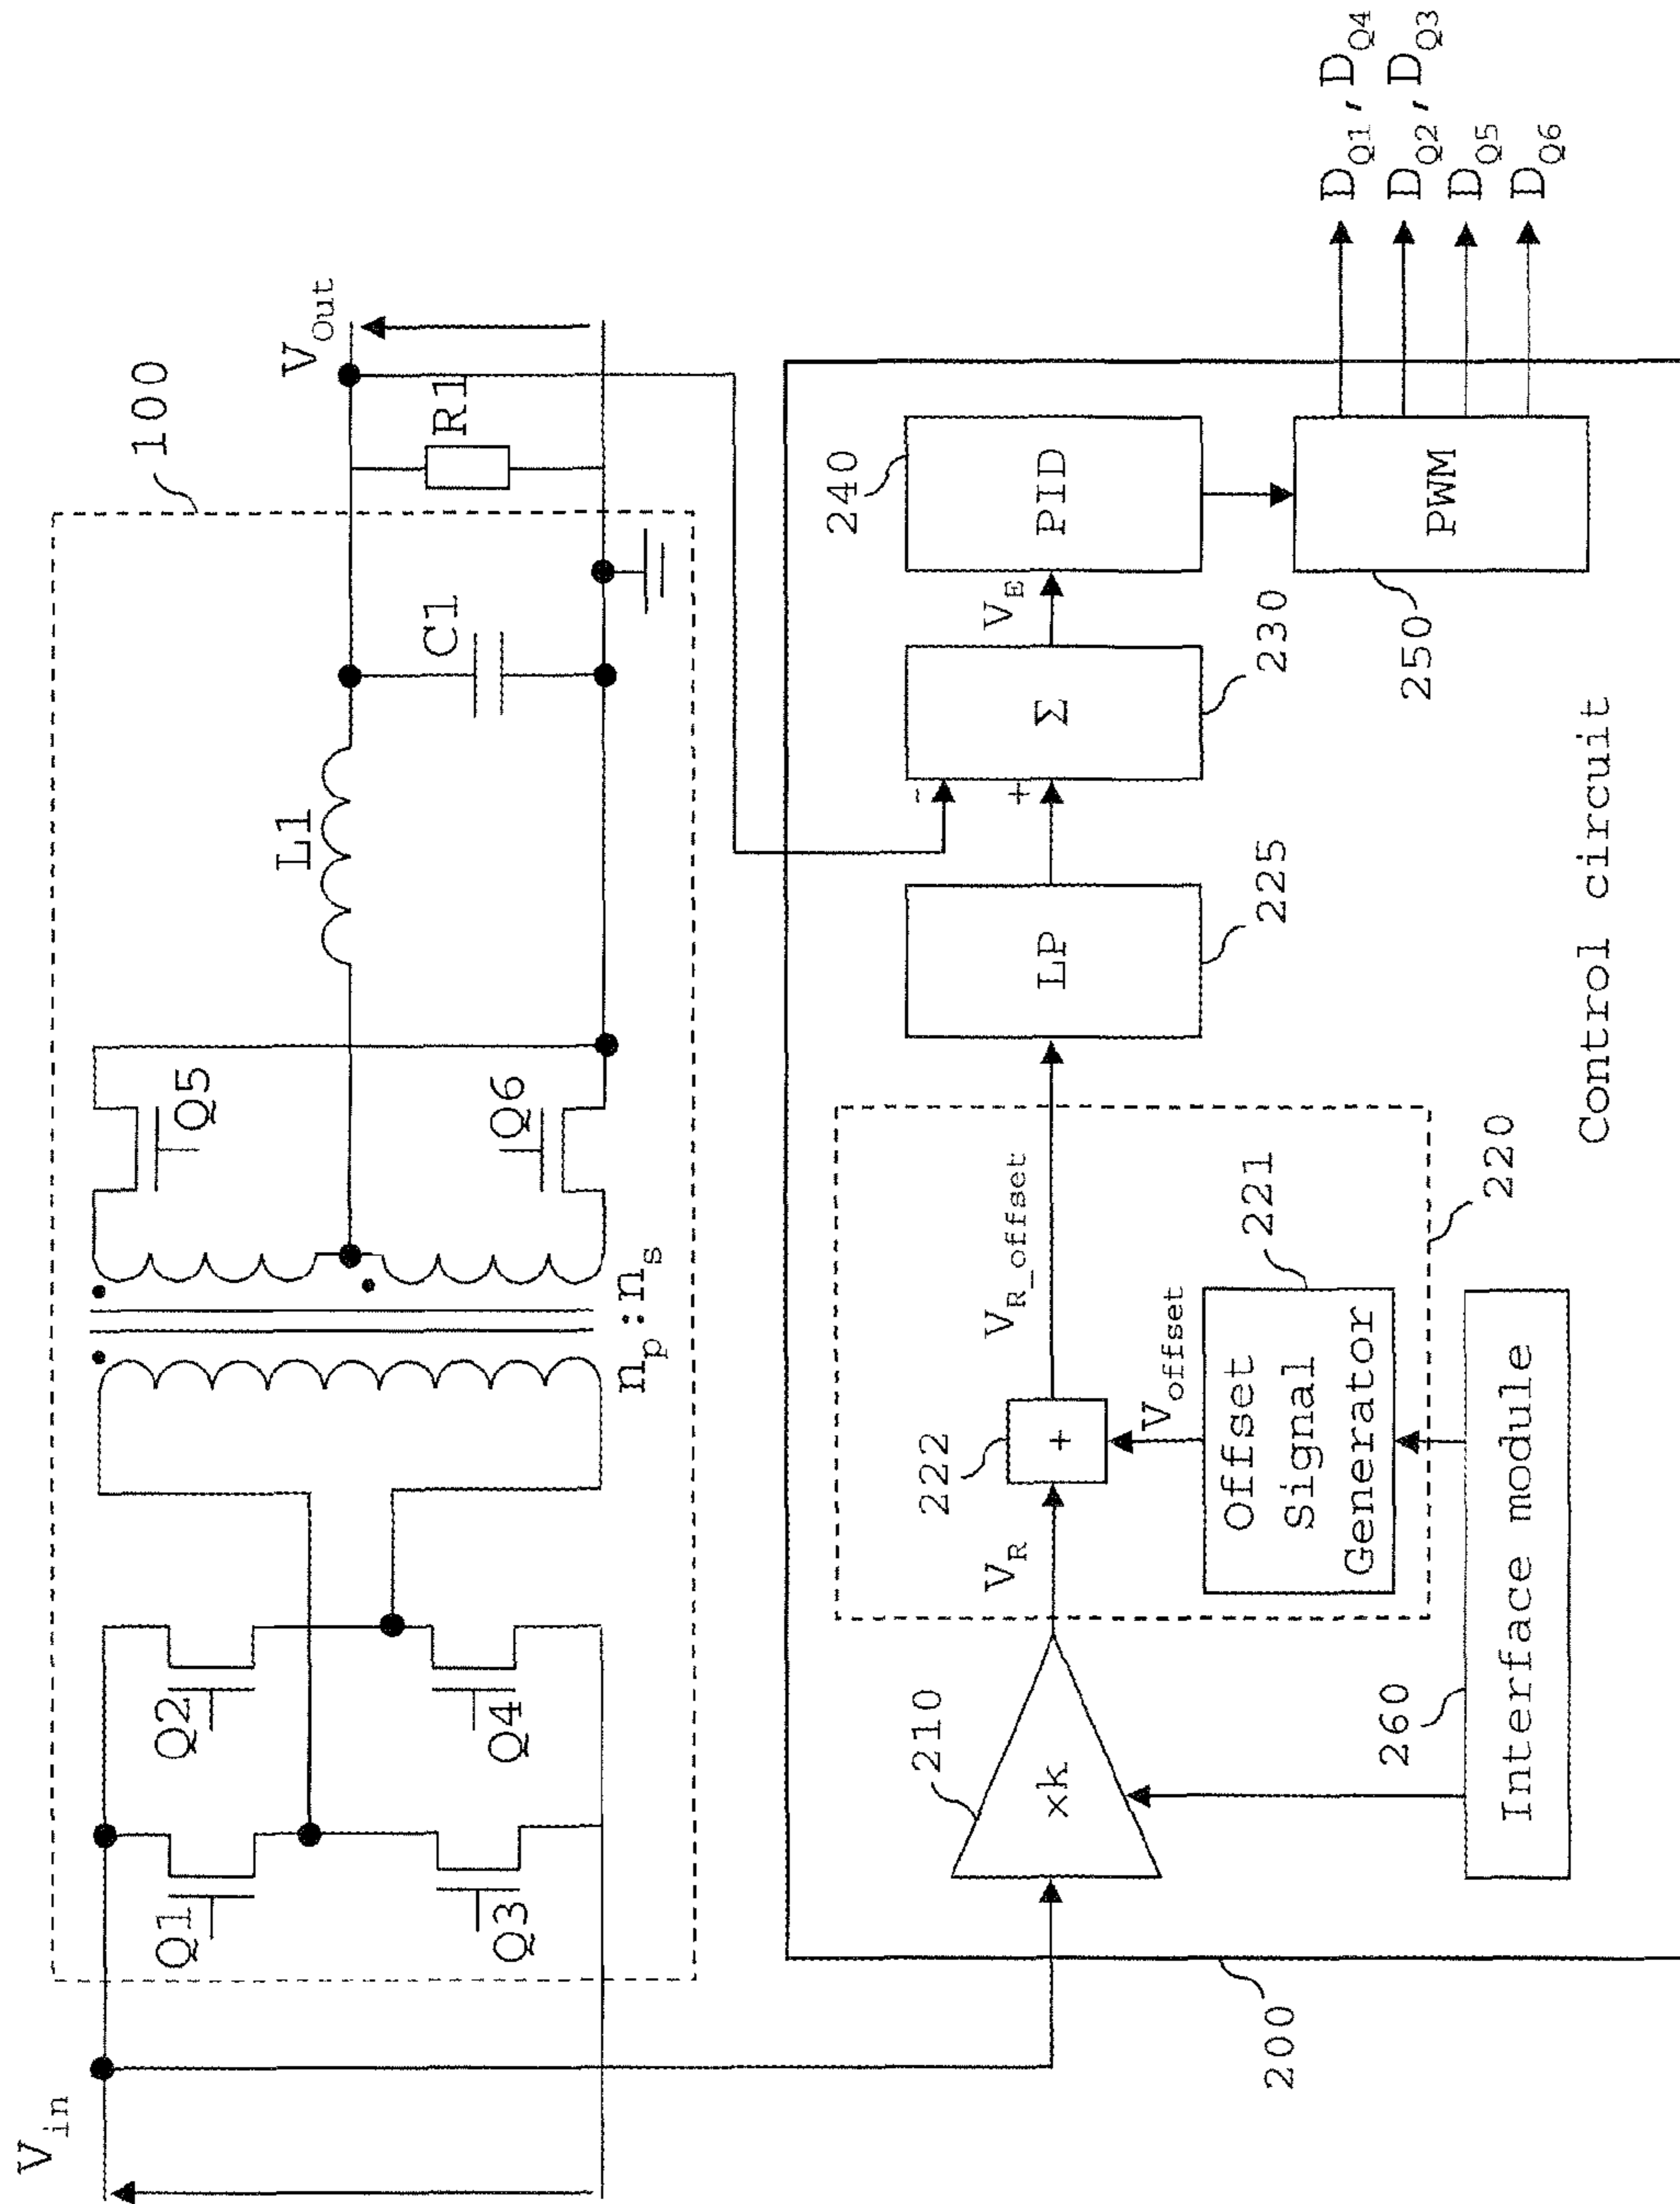 100
V_in
V_Out
Q1
Q2
Q3
Q4
n_p:n_s
Q5
Q6
L1
C1
R1
200
210
xk
V_R
222
+
V_R_offset
V_offset
221
Offset
Signal
Generator
220
260
Interface module
LP
225
-
+
Σ
230
V_E
240
PID
PWM
250
D_Q1, D_Q4
D_Q2, D_Q3
D_Q5
D_Q6
Control circuit